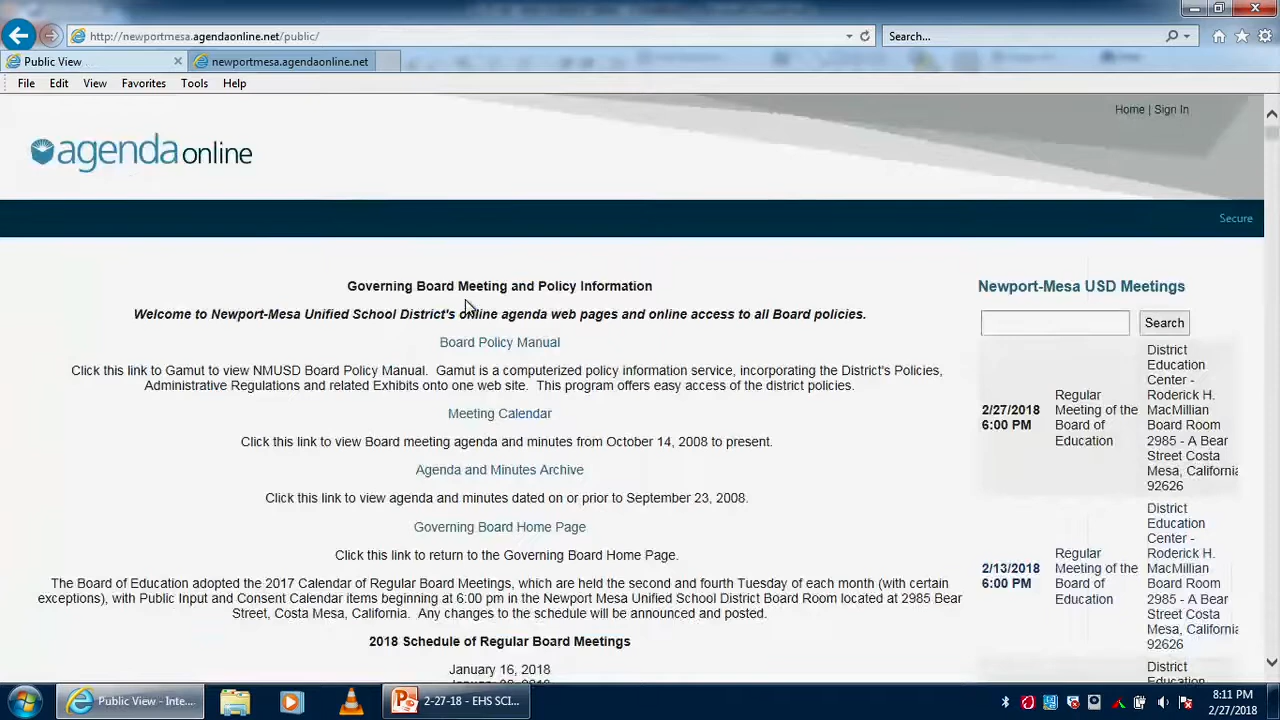 http://newportmesa.agendaonline.net/public/
Search...
Public View
newportmesa.agendaonline.net
File Edit View Favorites Tools Help
Home | Sign In
agendaonline
Secure
Governing Board Meeting and Policy Information
Welcome to Newport-Mesa Unified School District's online agenda web pages and online access to all Board policies.
Board Policy Manual
Click this link to Gamut to view NMUSD Board Policy Manual. Gamut is a computerized policy information service, incorporating the District's Policies,
Administrative Regulations and related Exhibits onto one web site. This program offers easy access of the district policies.
Meeting Calendar
Click this link to view Board meeting agenda and minutes from October 14, 2008 to present.
Agenda and Minutes Archive
Click this link to view agenda and minutes dated on or prior to September 23, 2008.
Governing Board Home Page
Click this link to return to the Governing Board Home Page.
The Board of Education adopted the 2017 Calendar of Regular Board Meetings, which are held the second and fourth Tuesday of each month (with certain
exceptions), with Public Input and Consent Calendar items beginning at 6:00 pm in the Newport Mesa Unified School District Board Room located at 2985 Bear
Street, Costa Mesa, California. Any changes to the schedule will be announced and posted.
2018 Schedule of Regular Board Meetings
January 16, 2018
Newport-Mesa USD Meetings
Search
2/27/2018
6:00 PM
Regular
Meeting of the
Board of
Education
District
Education
Center -
Roderick H.
MacMillian
Board Room
2985 - A Bear
Street Costa
Mesa, California
92626
2/13/2018
6:00 PM
Regular
Meeting of the
Board of
Education
District
Education
Center -
Roderick H.
MacMillian
Board Room
2985 - A Bear
Street Costa
Mesa, California
92626
District
Public View - Inte...
2-27-18 - EHS SCI...
8:11 PM
2/27/2018